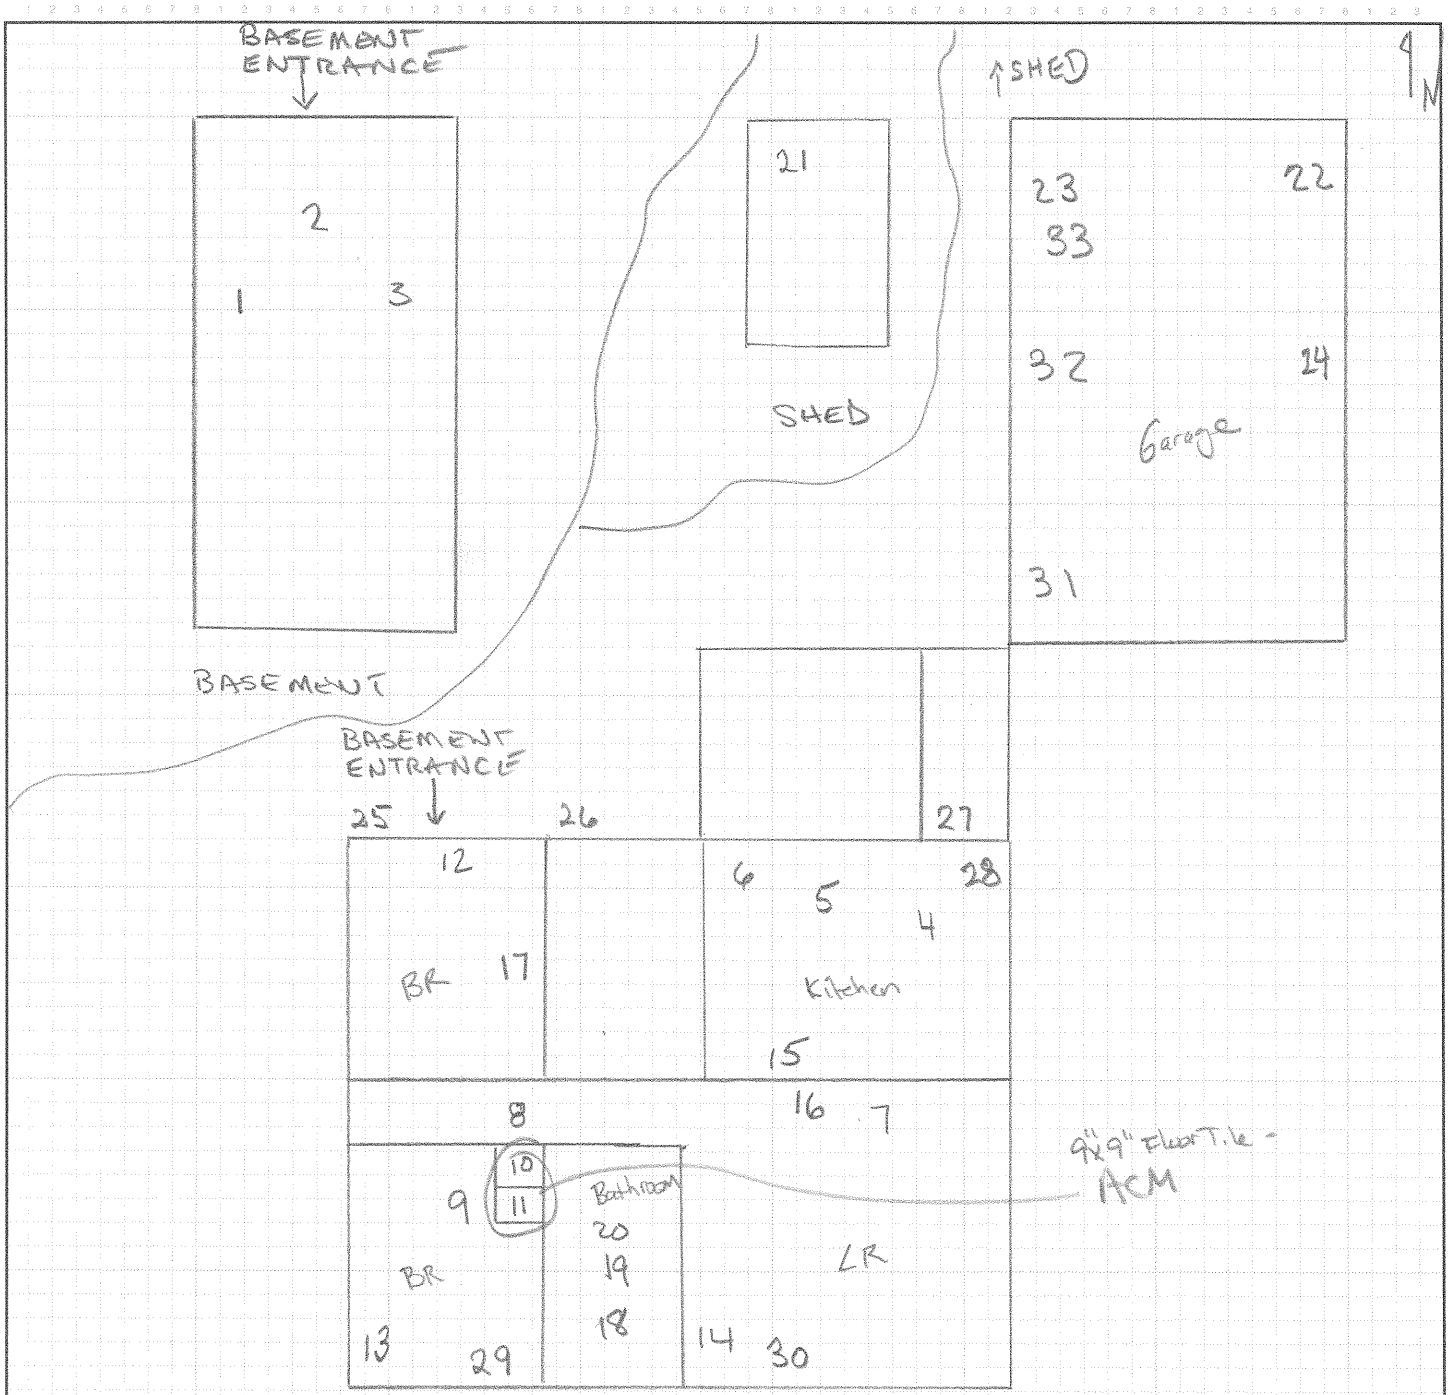 BASEMENT
ENTRANCE
↑ SHED
N
2
1
3
21
SHED
23
22
33
32
24
Garage
31
BASEMENT
BASEMENT
ENTRANCE
25
26
27
12
6
5
28
4
17
BR
Kitchen
15
8
16
7
10
11
9
Bathroom
20
19
18
BR
LR
9"x9" Floor Tile -
ACM
13
29
14
30